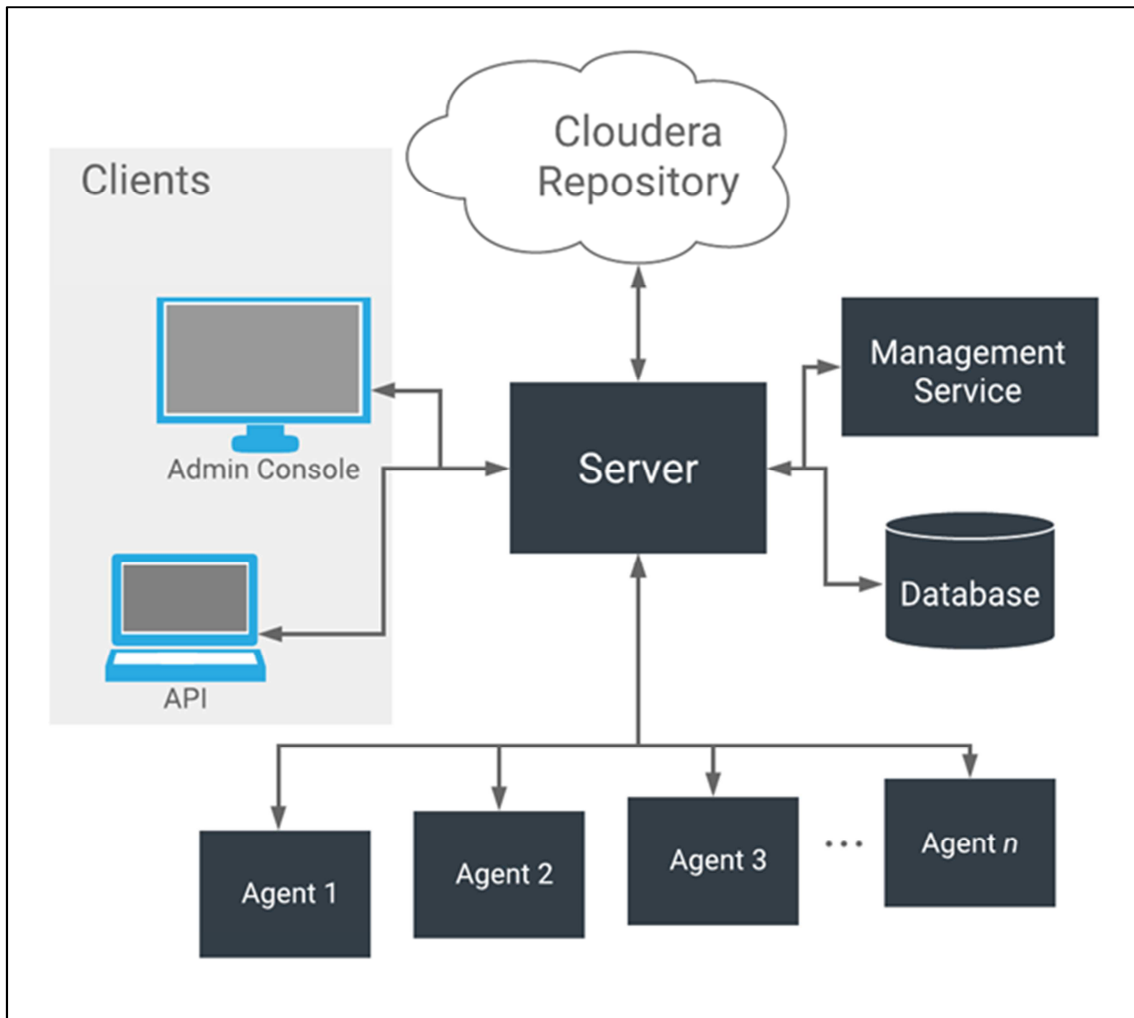 Cloudera
Repository
Clients
Management
Service
Server
Admin Console
Database
API
Agent 1
Agent 2
Agent 3
...
Agent n